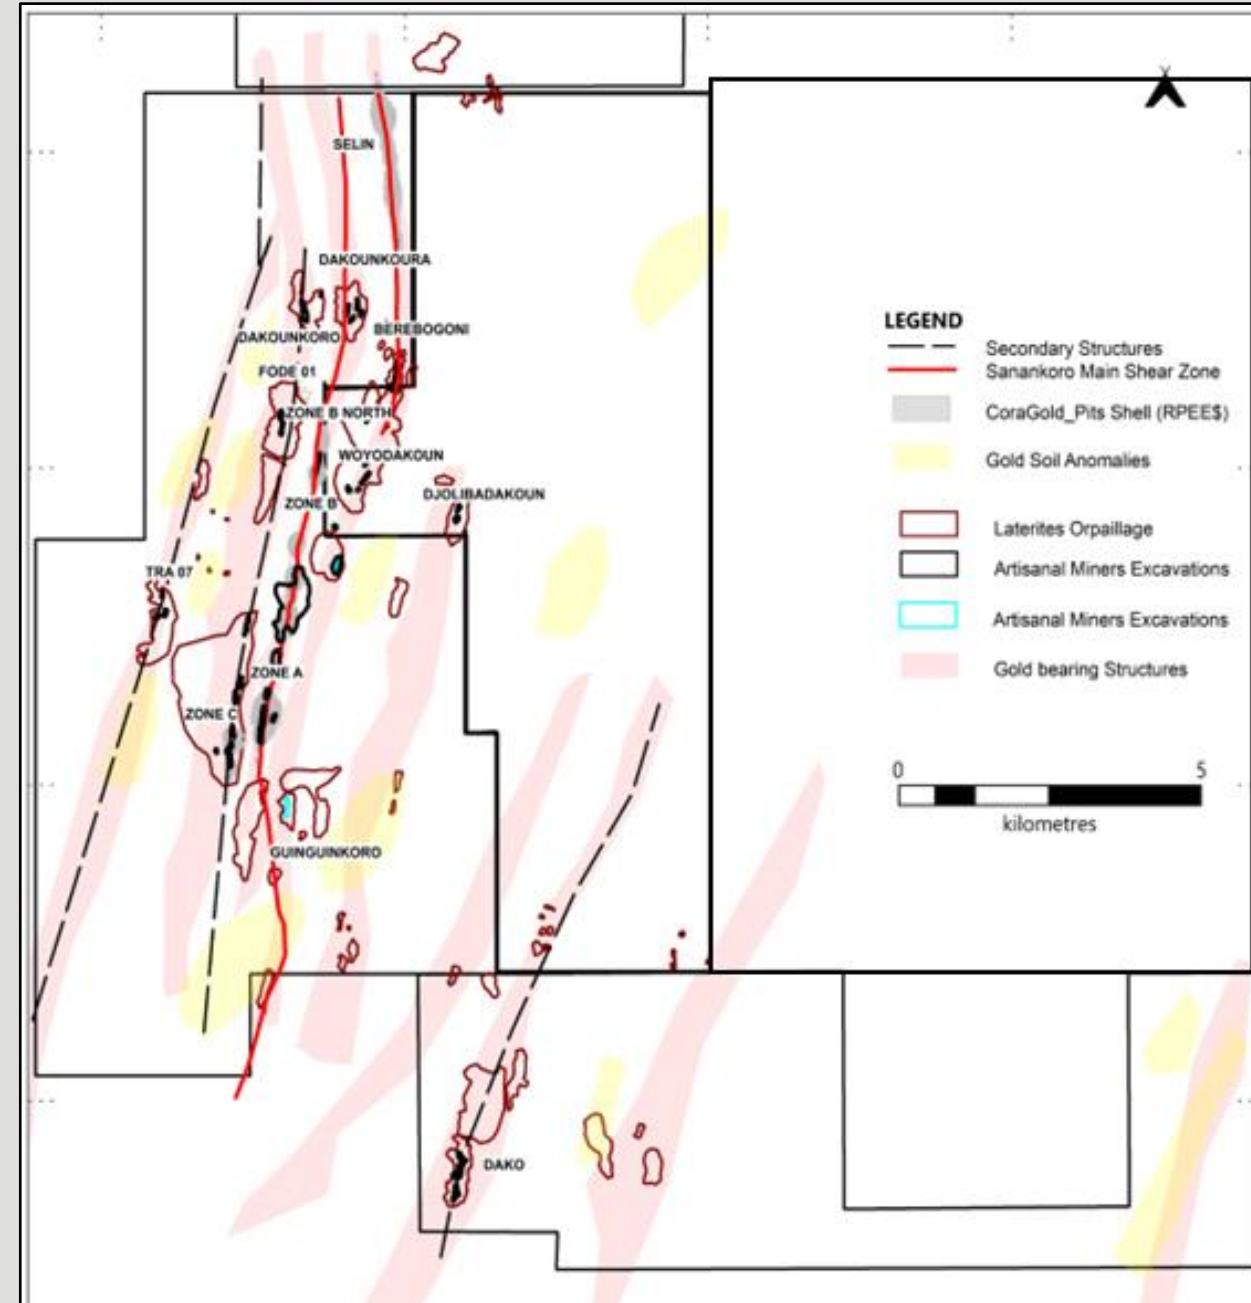 SELIN
DAKOUNKOURA
DAKOUNKORO
BEREBOGONI
FODE 01
ZONE B NORTH
WOYODAKOUN
ZONE B
DJOLIBADAKOUN
TRA 07
ZONE A
ZONE C
GUINGUINKORO
DAKO
LEGEND
Secondary Structures
Sanankoro Main Shear Zone
CoraGold_Pits Shell (RPEE$)
Gold Soil Anomalies
Laterites Orpaillage
Artisanal Miners Excavations
Artisanal Miners Excavations
Gold bearing Structures
0 5
kilometres